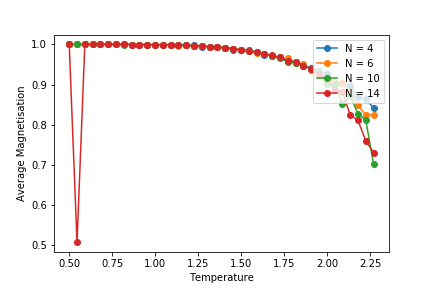 1.0
0.9
0.8
0.7
0.6
0.5
Average Magnetisation
N = 4
N = 6
N = 10
N = 14
0.50 0.75 1.00 1.25 1.50 1.75 2.00 2.25
Temperature